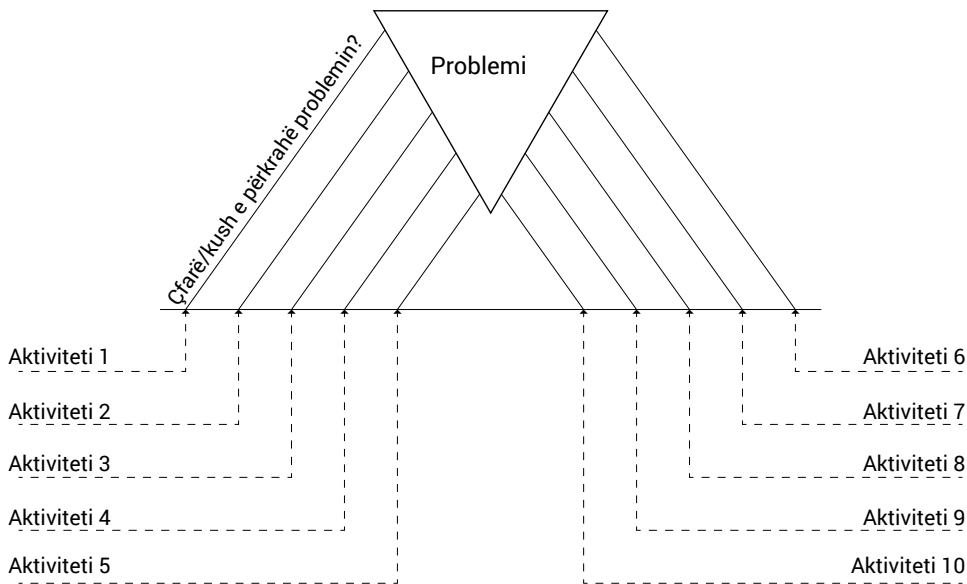 Problemi
Çfarë/kush e përkrahë problemin?
Aktiviteti 1
Aktiviteti 2
Aktiviteti 3
Aktiviteti 4
Aktiviteti 5
Aktiviteti 6
Aktiviteti 7
Aktiviteti 8
Aktiviteti 9
Aktiviteti 10